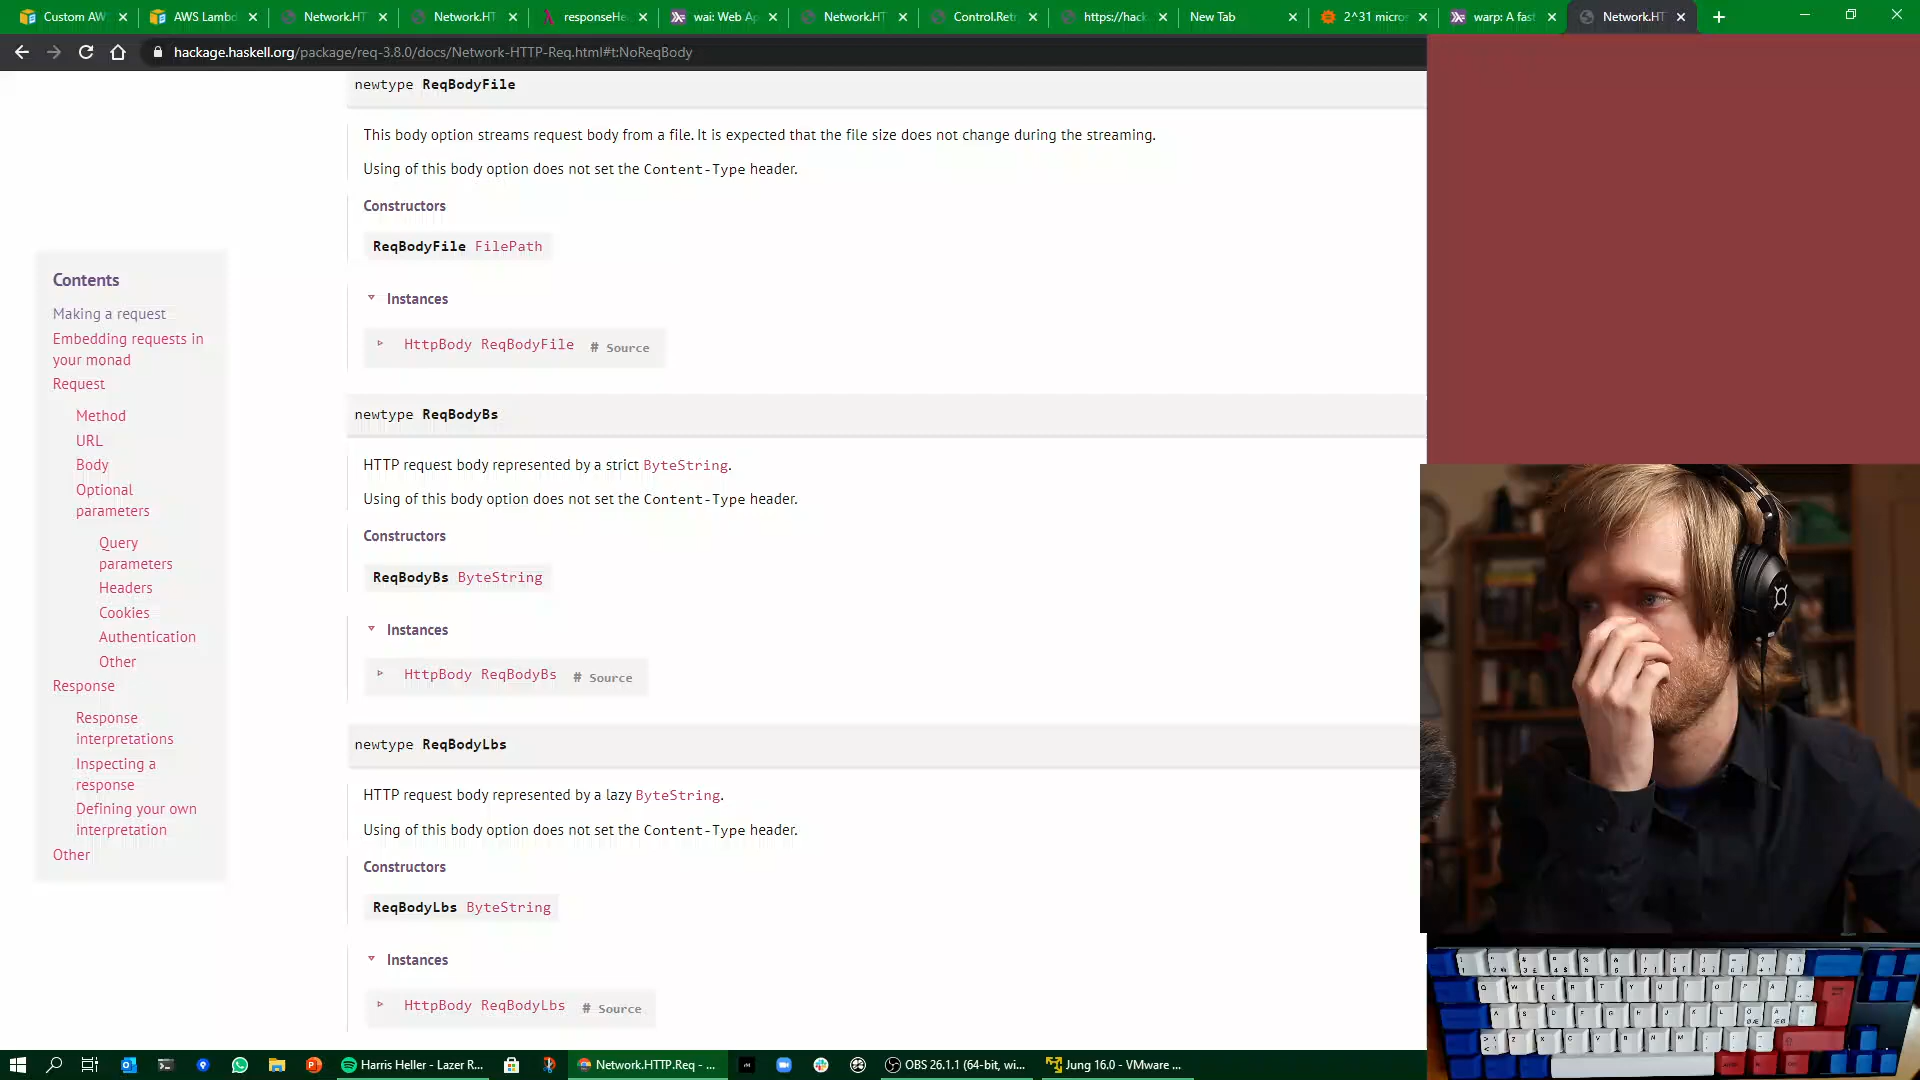 Custom AW
AWS Lambd
Network.HT
Network.HT
responseHea
wai: Web Ap
Network.HT
Control.Retr
https://hack
New Tab
2^31 micros
warp: A fast
Network.HT
hackage.haskell.org/package/req-3.8.0/docs/Network-HTTP-Req.html#t:NoReqBody
newtype ReqBodyFile
This body option streams request body from a file. It is expected that the file size does not change during the streaming.
Using of this body option does not set the Content-Type header.
Constructors
ReqBodyFile FilePath
Instances
HttpBody ReqBodyFile # Source
newtype ReqBodyBs
HTTP request body represented by a strict ByteString.
Using of this body option does not set the Content-Type header.
Constructors
ReqBodyBs ByteString
Instances
HttpBody ReqBodyBs # Source
newtype ReqBodyLbs
HTTP request body represented by a lazy ByteString.
Using of this body option does not set the Content-Type header.
Constructors
ReqBodyLbs ByteString
Instances
HttpBody ReqBodyLbs # Source
Contents
Making a request
Embedding requests in
your monad
Request
Method
URL
Body
Optional
parameters
Query
parameters
Headers
Cookies
Authentication
Other
Response
Response
interpretations
Inspecting a
response
Defining your own
interpretation
Other
Harris Heller - Lazer R...
Network.HTTP.Req - ...
OBS 26.1.1 (64-bit, wi...
Jung 16.0 - VMware ...